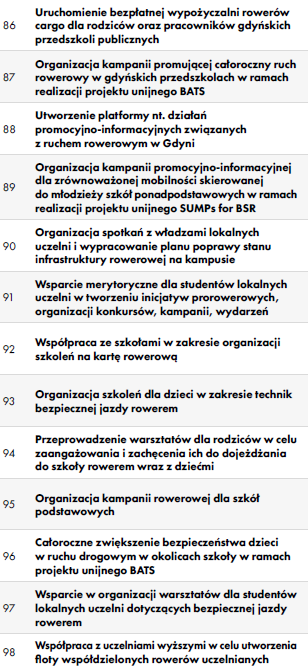 86 Uruchomienie bezpłatnej wypożyczalni rowerów
cargo dla rodziców oraz pracowników gdyńskich
przedszkoli publicznych
87 Organizacja kampanii promującej całoroczny ruch
rowerowy w gdyńskich przedszkolach w ramach
realizacji projektu unijnego BATS
88 Utworzenie platformy nt. działań
promocyjno-informacyjnych związanych
z ruchem rowerowym w Gdyni
89 Organizacja kampanii promocyjno-informacyjnej
dla zrównoważonej mobilności skierowanej
do młodzieży szkół ponadpodstawowych w ramach
realizacji projektu unijnego SUMPs for BSR
90 Organizacja spotkań z władzami lokalnych
uczelni i wypracowanie planu poprawy stanu
infrastruktury rowerowej na kampusie
91 Wsparcie merytoryczne dla studentów lokalnych
uczelni w tworzeniu inicjatyw prorowerowych,
organizacji konkursów, kampanii, wydarzeń
92 Współpraca ze szkołami w zakresie organizacji
szkoleń na kartę rowerową
93 Organizacja szkoleń dla dzieci w zakresie technik
bezpiecznej jazdy rowerem
94 Przeprowadzenie warsztatów dla rodziców w celu
zaangażowania i zachęcenia ich do dojeżdżania
do szkoły rowerem wraz z dziećmi
95 Organizacja kampanii rowerowej dla szkół
podstawowych
96 Całoroczne zwiększenie bezpieczeństwa dzieci
w ruchu drogowym w okolicach szkoły w ramach
projektu unijnego BATS
97 Wsparcie w organizacji warsztatów dla studentów
lokalnych uczelni dotyczących bezpiecznej jazdy
rowerem
98 Współpraca z uczelniami wyższymi w celu utworzenia
floty współdzielonych rowerów uczelnianych